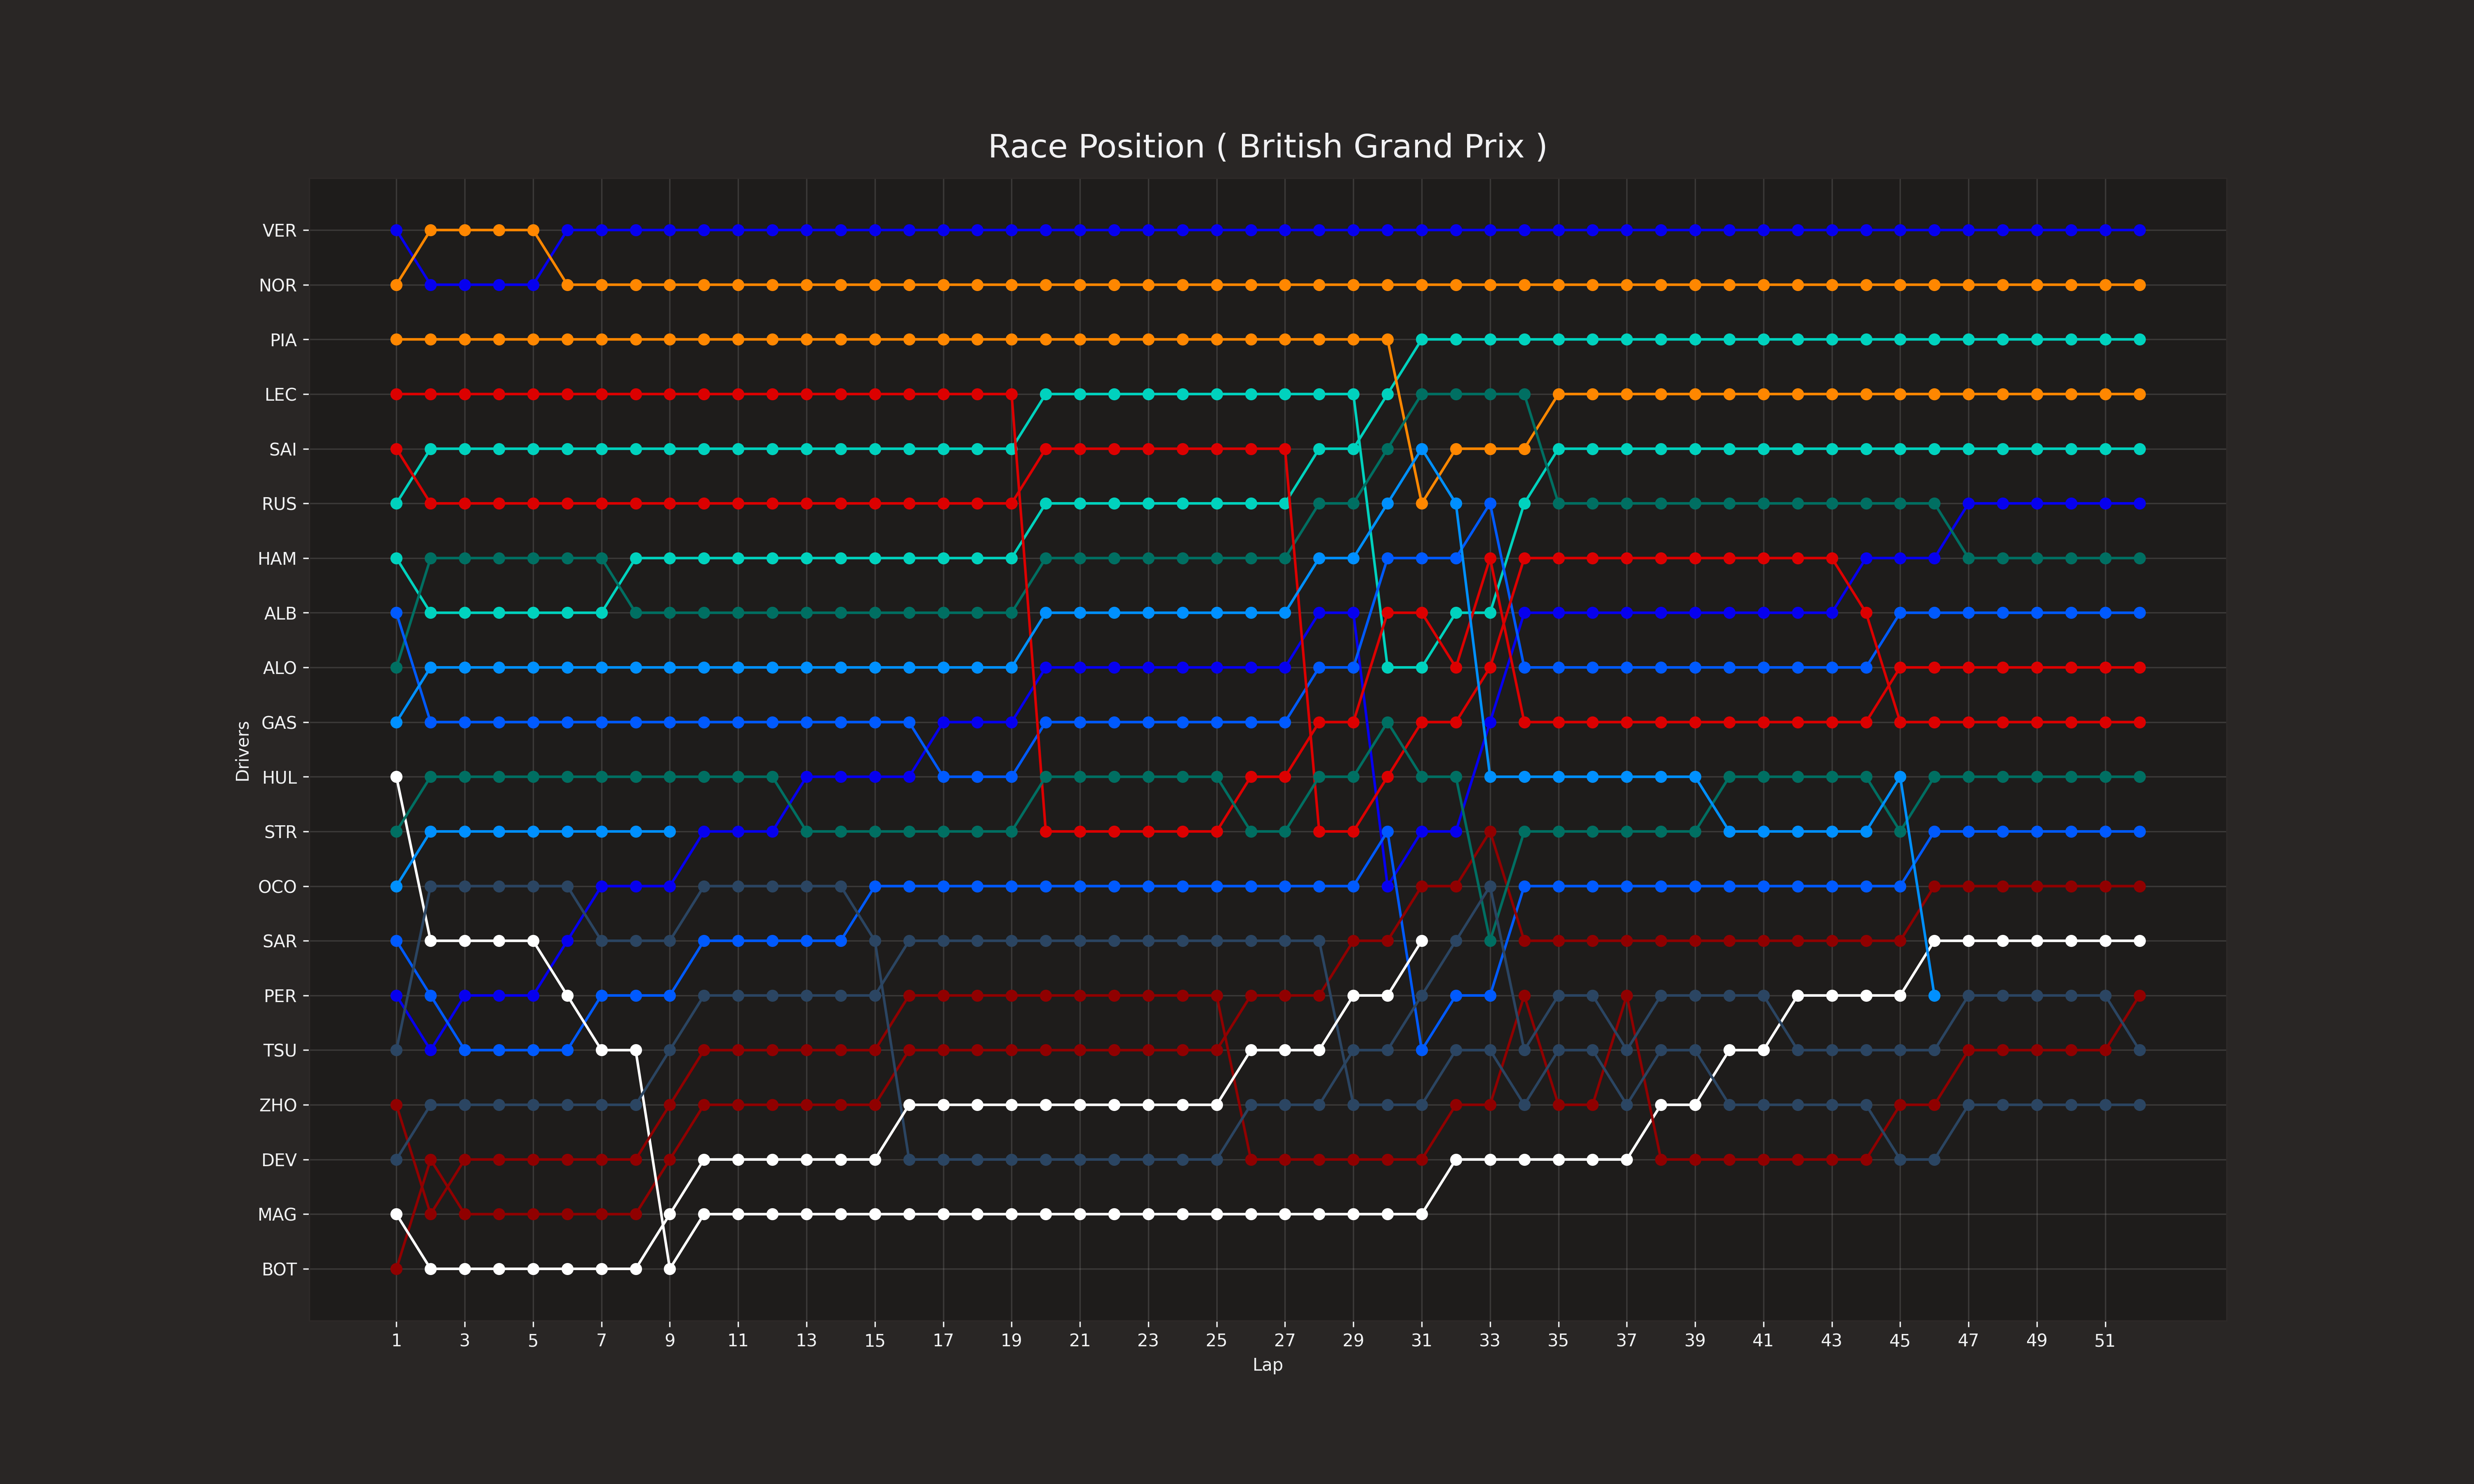 Race Position ( British Grand Prix )
VER
NOR
PIA
LEC
SAI
RUS
HAM
ALB
ALO
GAS
HUL
STR
OCO
SAR
PER
TSU
ZHO
DEV
MAG
BOT
Drivers
1 3 5 7 9 11 13 15 17 19 21 23 25 27 29 31 33 35 37 39 41 43 45 47 49 51
Lap